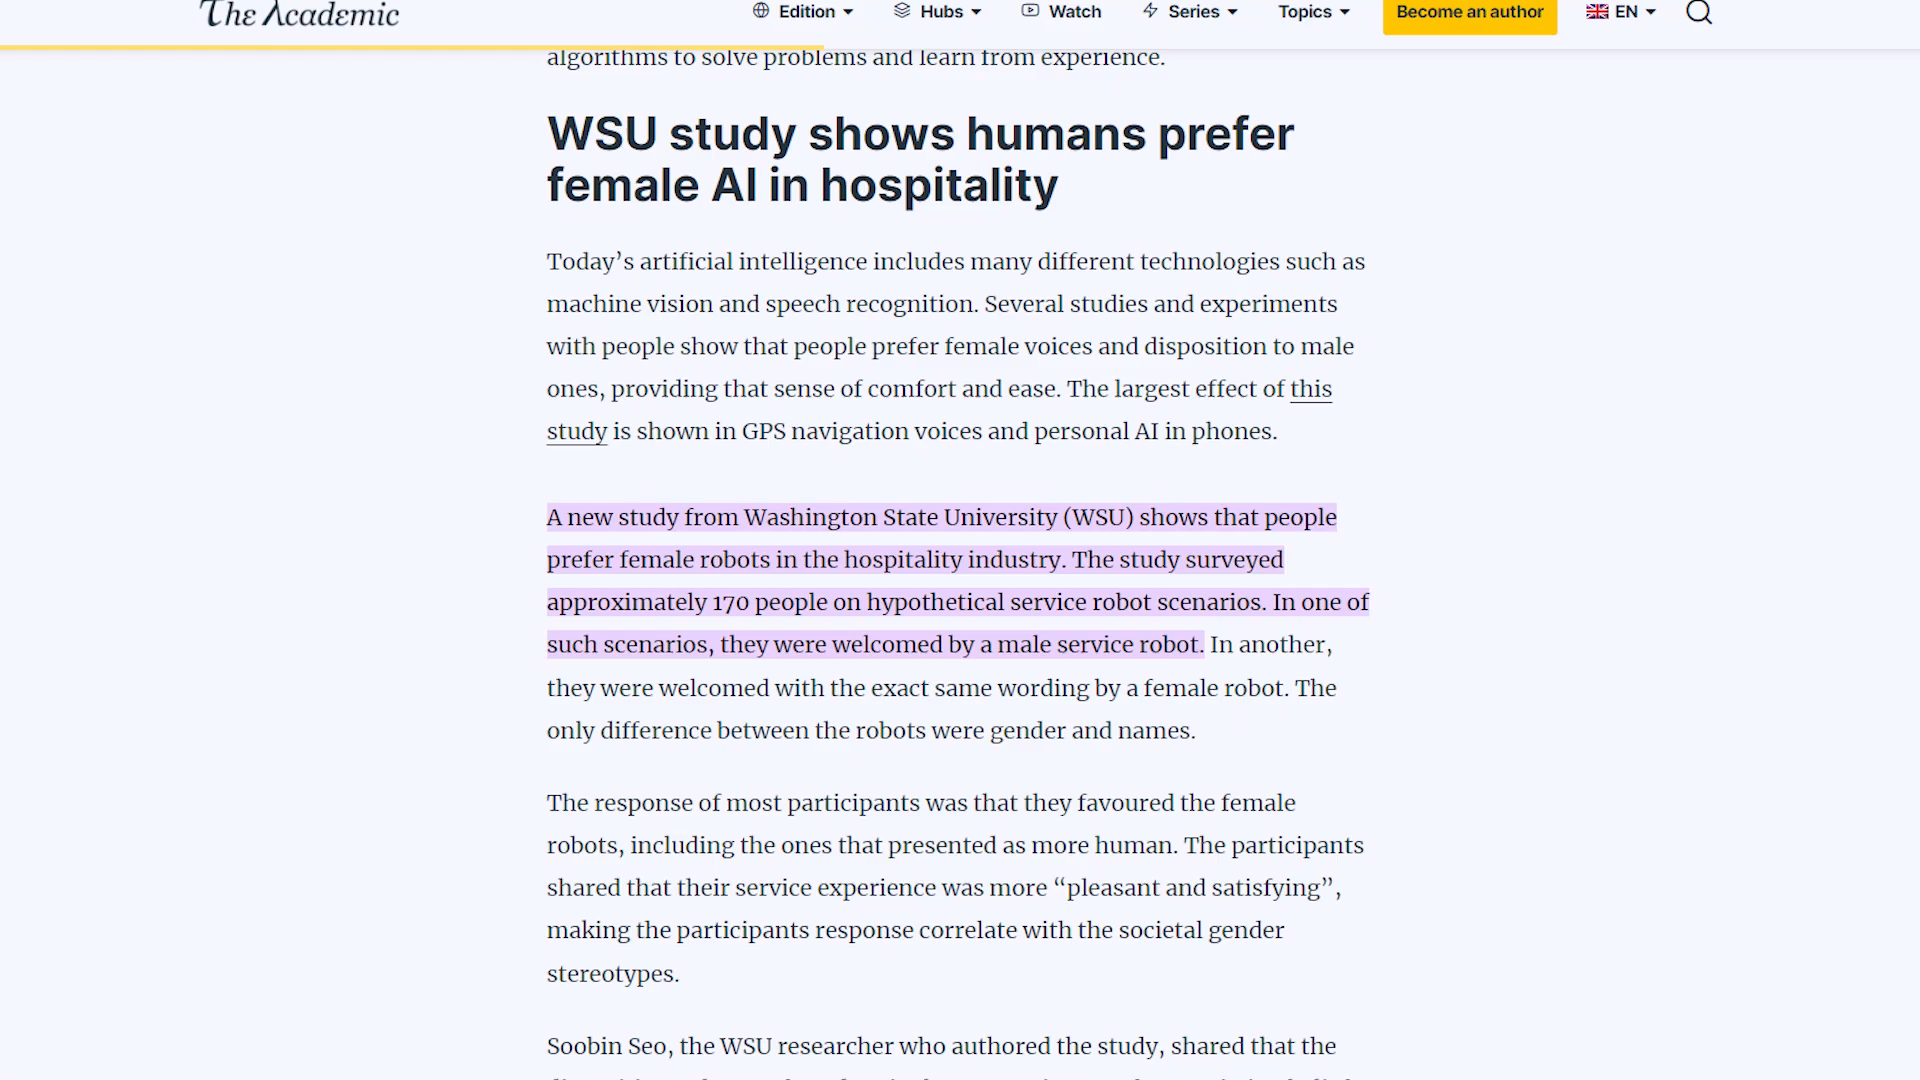 The Academic
Edition
Hubs
Watch
Series
Topics
Become an author
EN
algorithms to solve problems and learn from experience.
WSU study shows humans prefer
female AI in hospitality
Today’s artificial intelligence includes many different technologies such as
machine vision and speech recognition. Several studies and experiments
with people show that people prefer female voices and disposition to male
ones, providing that sense of comfort and ease. The largest effect of this
study is shown in GPS navigation voices and personal AI in phones.
A new study from Washington State University (WSU) shows that people
prefer female robots in the hospitality industry. The study surveyed
approximately 170 people on hypothetical service robot scenarios. In one of
such scenarios, they were welcomed by a male service robot. In another,
they were welcomed with the exact same wording by a female robot. The
only difference between the robots were gender and names.
The response of most participants was that they favoured the female
robots, including the ones that presented as more human. The participants
shared that their service experience was more “pleasant and satisfying”,
making the participants response correlate with the societal gender
stereotypes.
Soobin Seo, the WSU researcher who authored the study, shared that the